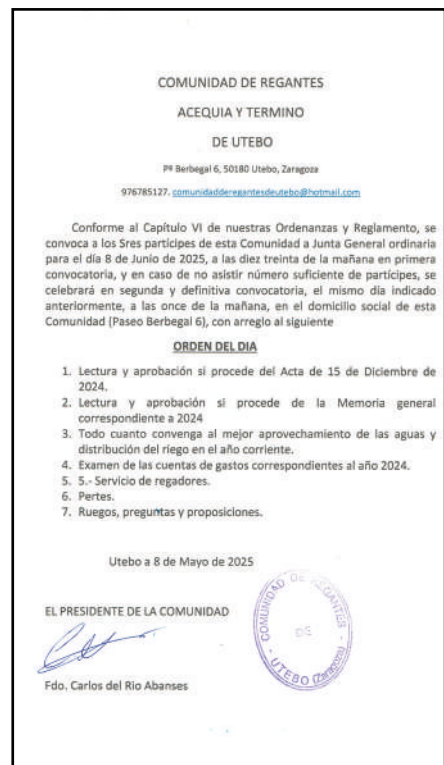 COMUNIDAD DE REGANTES
ACEQUIA Y TERMINO
DE UTEBO
Pº Berbegal 6, 50180 Utebo, Zaragoza
976785127. comunidadderegantesdeutebo@hotmail.com
Conforme al Capítulo VI de nuestras Ordenanzas y Reglamento, se
convoca a los Sres partícipes de esta Comunidad a Junta General ordinaria
para el día 8 de Junio de 2025, a las diez treinta de la mañana en primera
convocatoria, y en caso de no asistir número suficiente de partícipes, se
celebrará en segunda y definitiva convocatoria, el mismo día indicado
anteriormente, a las once de la mañana, en el domicilio social de esta
Comunidad (Paseo Berbegal 6), con arreglo al siguiente
ORDEN DEL DIA
1. Lectura y aprobación si procede del Acta de 15 de Diciembre de
2024.
2. Lectura y aprobación si procede de la Memoria general
correspondiente a 2024
3. Todo cuanto convenga al mejor aprovechamiento de las aguas y
distribución del riego en el año corriente.
4. Examen de las cuentas de gastos correspondientes al año 2024.
5. 5.- Servicio de regadores.
6. Pertes.
7. Ruegos, preguntas y proposiciones.
Utebo a 8 de Mayo de 2025
EL PRESIDENTE DE LA COMUNIDAD
COMUNIDAD DE REGANTES
DE
- UTEBO (Zaragoza) -
Fdo. Carlos del Rio Abanses